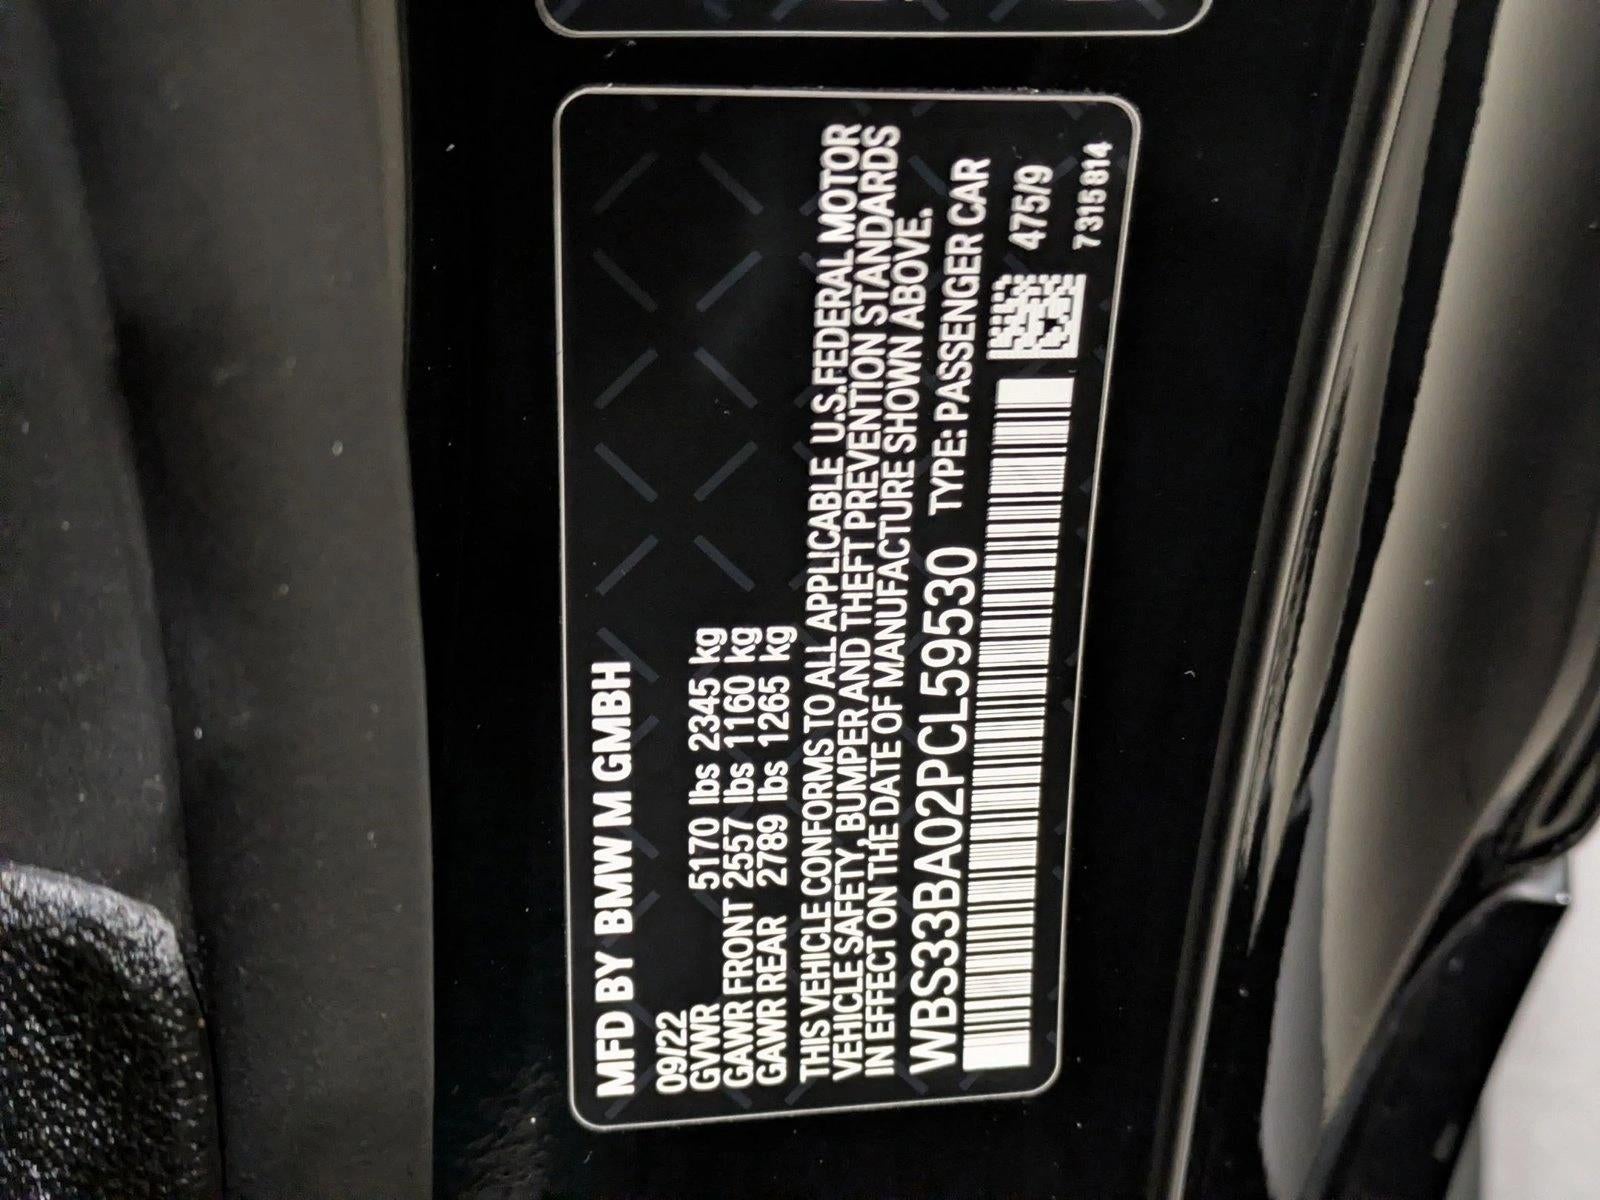 MFD BY BMW M GMBH
09/22
GVWR 5170 lbs 2345 kg
GAWR FRONT 2557 lbs 1160 kg
GAWR REAR 2789 lbs 1265 kg
THIS VEHICLE CONFORMS TO ALL APPLICABLE U.S.FEDERAL MOTOR
VEHICLE SAFETY, BUMPER AND THEFT PREVENTION STANDARDS
IN EFFECT ON THE DATE OF MANUFACTURE SHOWN ABOVE.
WBS33BA02PCL59530 TYPE: PASSENGER CAR
475/9
7315814